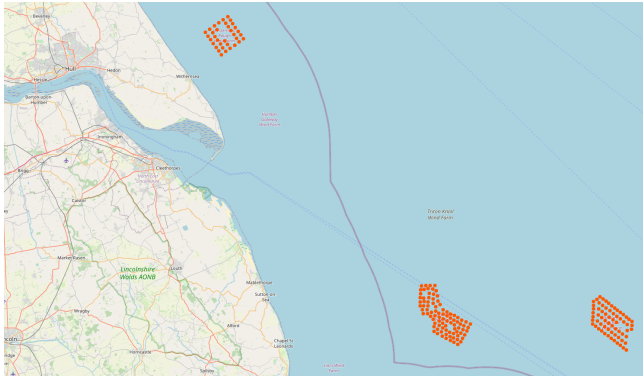 Beverley
Hull
Hedon
Withernsea
Hessle
Barton-upon-
Humber
Immingham
Cleethorpes
Brigg
Caistor
Market Rasen
Louth
Lincolnshire
Wolds AONB
Mablethorpe
Sutton-on
Sea
Wragby
Alford
Chapel St
Leonards
Horncastle
Spilsby
Triton Knoll
Wind Farm